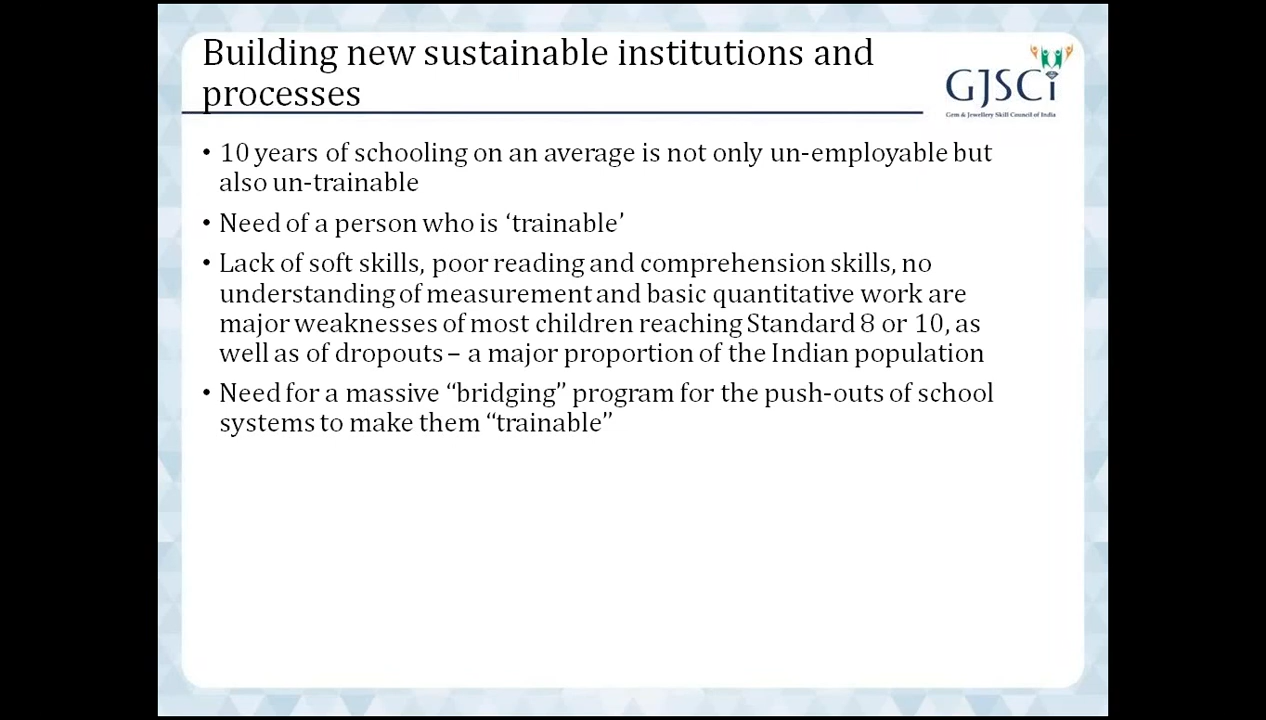 Building new sustainable institutions and
processes
GJSCi
Gem & Jewellery Skill Council of India
• 10 years of schooling on an average is not only un-employable but
also un-trainable
• Need of a person who is ‘trainable’
• Lack of soft skills, poor reading and comprehension skills, no
understanding of measurement and basic quantitative work are
major weaknesses of most children reaching Standard 8 or 10, as
well as of dropouts – a major proportion of the Indian population
• Need for a massive “bridging” program for the push-outs of school
systems to make them “trainable”